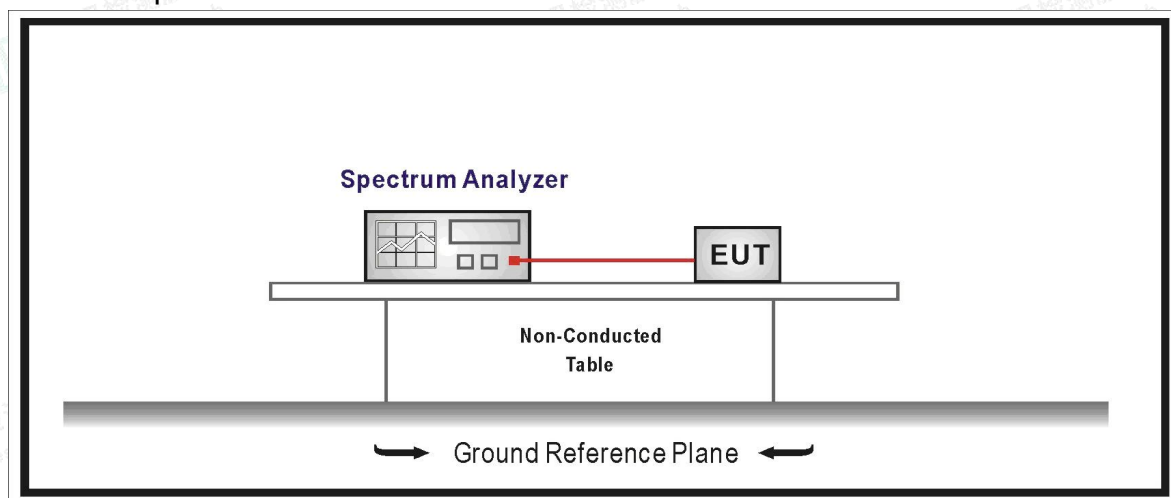 Spectrum Analyzer
EUT
Non-Conducted
Table
Ground Reference Plane